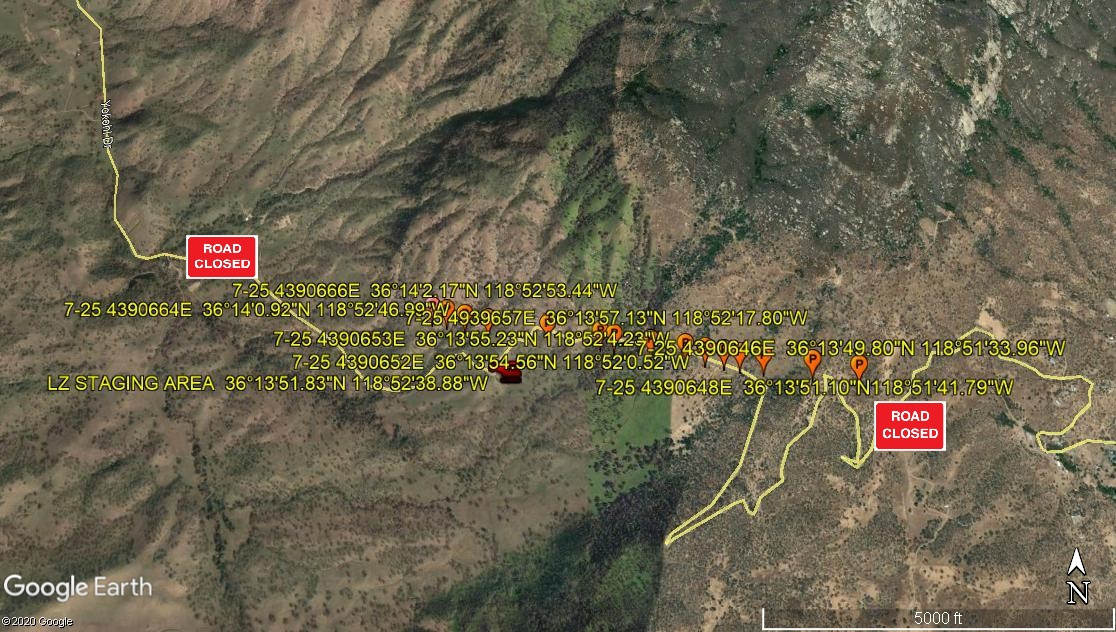 Yokohl Dr
ROAD
CLOSED
7-25 4390666E 36°14'2.17"N 118°52'53.44"W
7-25 4390664E 36°14'0.92"N 118°52'46.99"W
7-25 4939657E 36°13'57.13"N 118°52'17.80"W
7-25 4390653E 36°13'55.23"N 118°52'4.23"W
7-25 4390646E 36°13'49.80"N 118°51'33.96"W
7-25 4390652E 36°13'54.56"N 118°52'0.52"W
LZ STAGING AREA 36°13'51.83"N 118°52'38.88"W
7-25 4390648E 36°13'51.10"N118°51'41.79"W
P
P
ROAD
CLOSED
Google Earth
©2020 Google
N
5000 ft